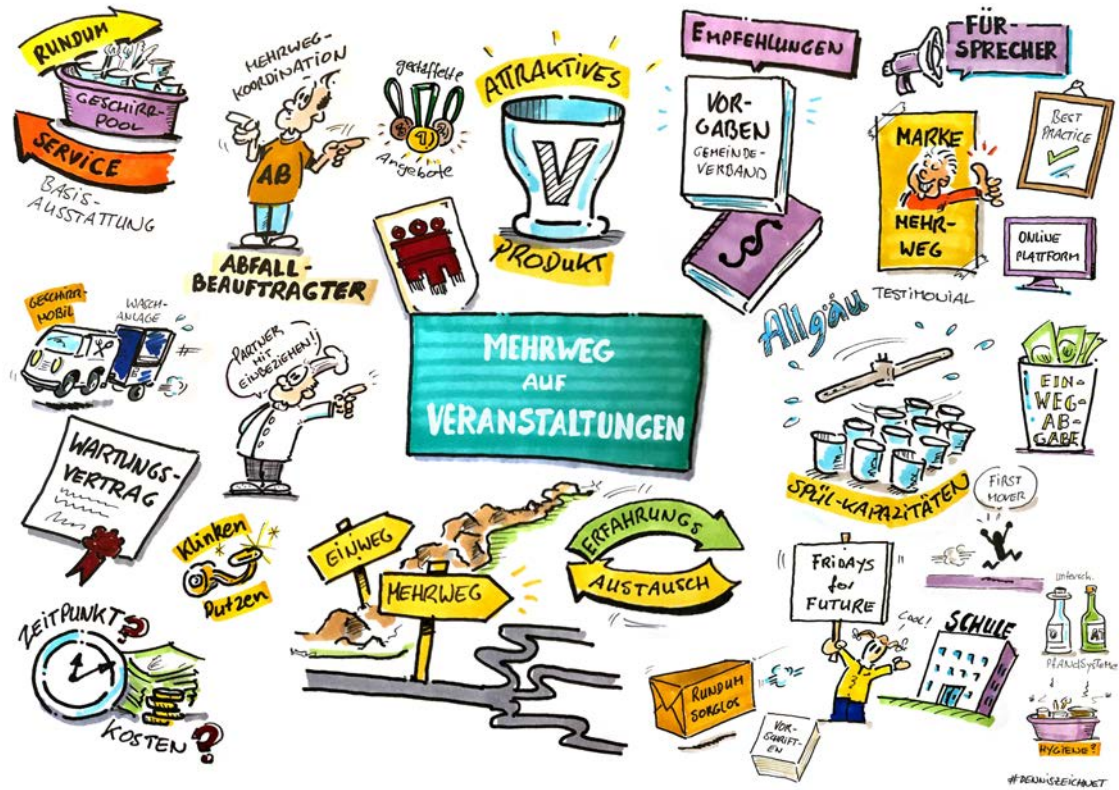 RUNDUM
GESCHIRR-
POOL
SERVICE
BASIS-
AUSSTATTUNG
MEHRWEG-
KOORDINATION
AB
ABFALL-
BEAUFTRAGTER
gestaffelte
1
Angebote
ATTRAKTIVES
V
PRODUKT
EMPFEHLUNGEN
VOR-
GABEN
GEMEINDE-
VERBAND
§
FÜR-
SPRECHER
MARKE
MEHR-
WEG
TESTIMONIAL
BEST
PRACTICE
ONLINE
PLATTFORM
GESCHIRR-
MOBIL
WASCH-
ANLAGE
PARTNER
MIT
EINBEZIEHEN!
MEHRWEG
AUF
VERANSTALTUNGEN
Allgäu
SPÜL-KAPAZITÄTEN
EIN-
WEG-
AB-
GABE
WARTUNGS-
VERTRAG
Klinken
Putzen
EINWEG
MEHRWEG
ERFAHRUNGS
AUSTAUSCH
FIRST
MOVER
FRIDAYS
for
FUTURE
COOL!
SCHULE
untersch.
PFANDSYSTEME
HYGIENE?
ZEITPUNKT?
€
KOSTEN?
RUNDUM
SORGLOS
VOR-
SCHRIFT-
EN
#DENNISZEICHNET